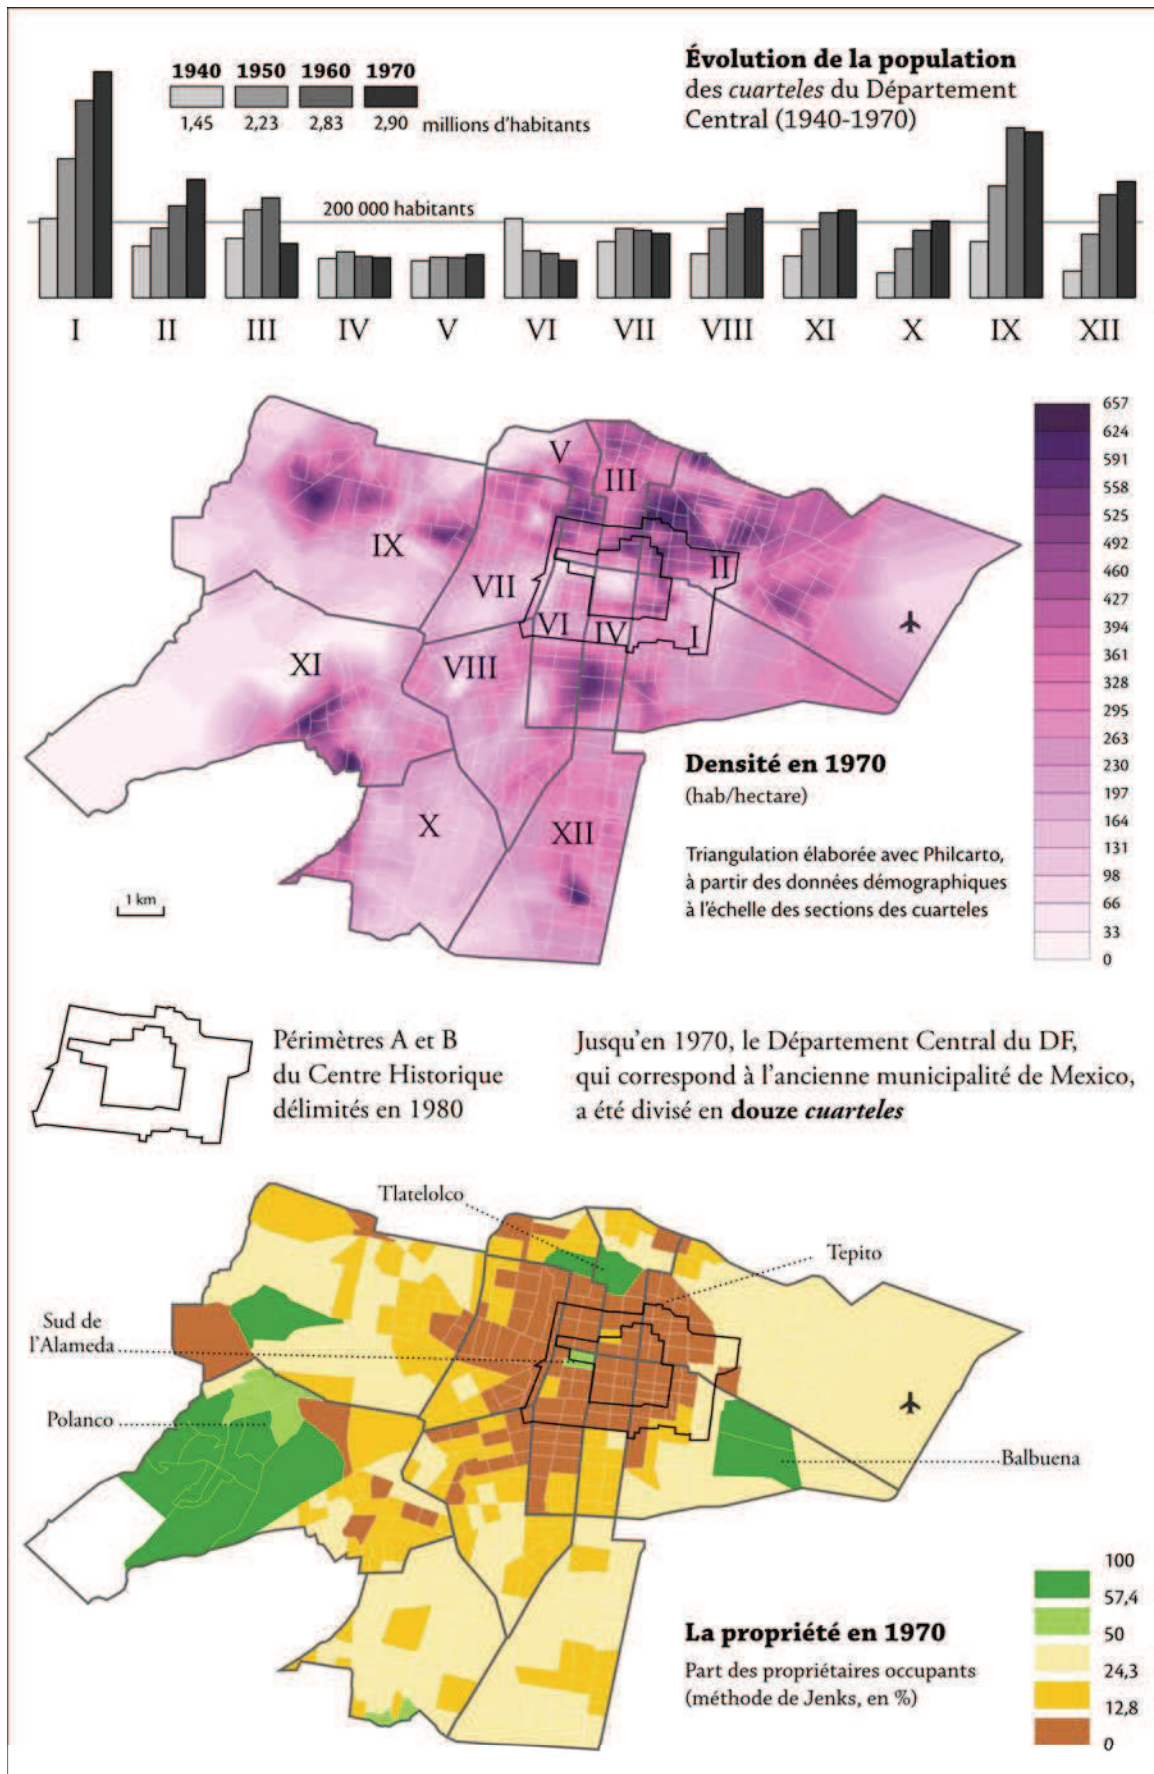 1940 1950 1960 1970
1,45 2,23 2,83 2,90 millions d'habitants
Évolution de la population
des cuarteles du Département
Central (1940-1970)
200 000 habitants
I II III IV V VI VII VIII XI X IX XII
657
624
591
558
525
492
460
427
394
361
328
295
263
230
197
164
131
98
66
33
0
V
III
IX
II
VII
VI IV I
XI
VIII
X
XII
Densité en 1970
(hab/hectare)
Triangulation élaborée avec Philcarto,
à partir des données démographiques
à l'échelle des sections des cuarteles
1 km
Périmètres A et B
du Centre Historique
délimités en 1980
Jusqu'en 1970, le Département Central du DF,
qui correspond à l'ancienne municipalité de Mexico,
a été divisé en douze cuarteles
Tlatelolco
Tepito
Sud de
l'Alameda
Polanco
Balbuena
La propriété en 1970
Part des propriétaires occupants
(méthode de Jenks, en %)
100
57,4
50
24,3
12,8
0